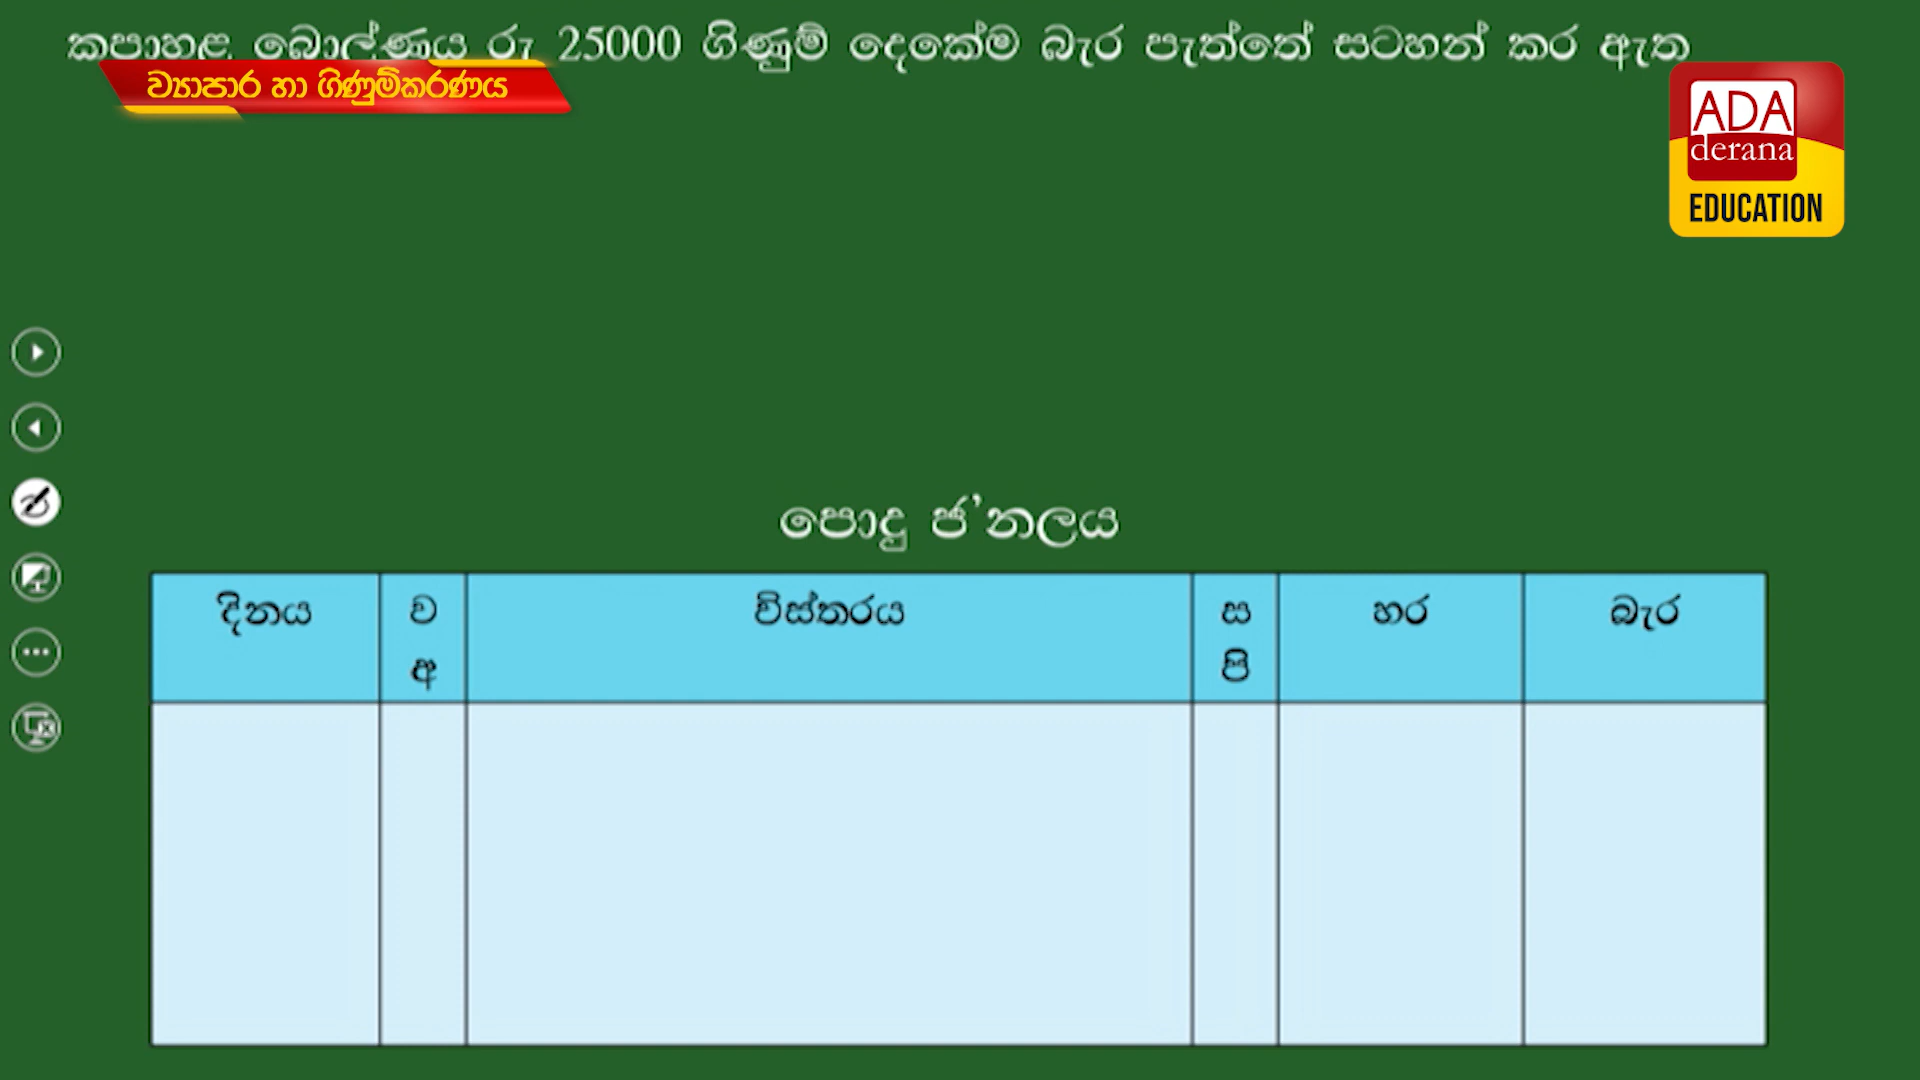 කපාහළ බොල්ණය රු 25000 ගිණුම් දෙකේම බැර පැත්තේ සටහන් කර ඇත
ව්‍යාපාර හා ගිණුම්කරණය
ADA
derana
EDUCATION
පොදු ජ'නලය
දිනය ව අ විස්තරය ස පි හර බැර